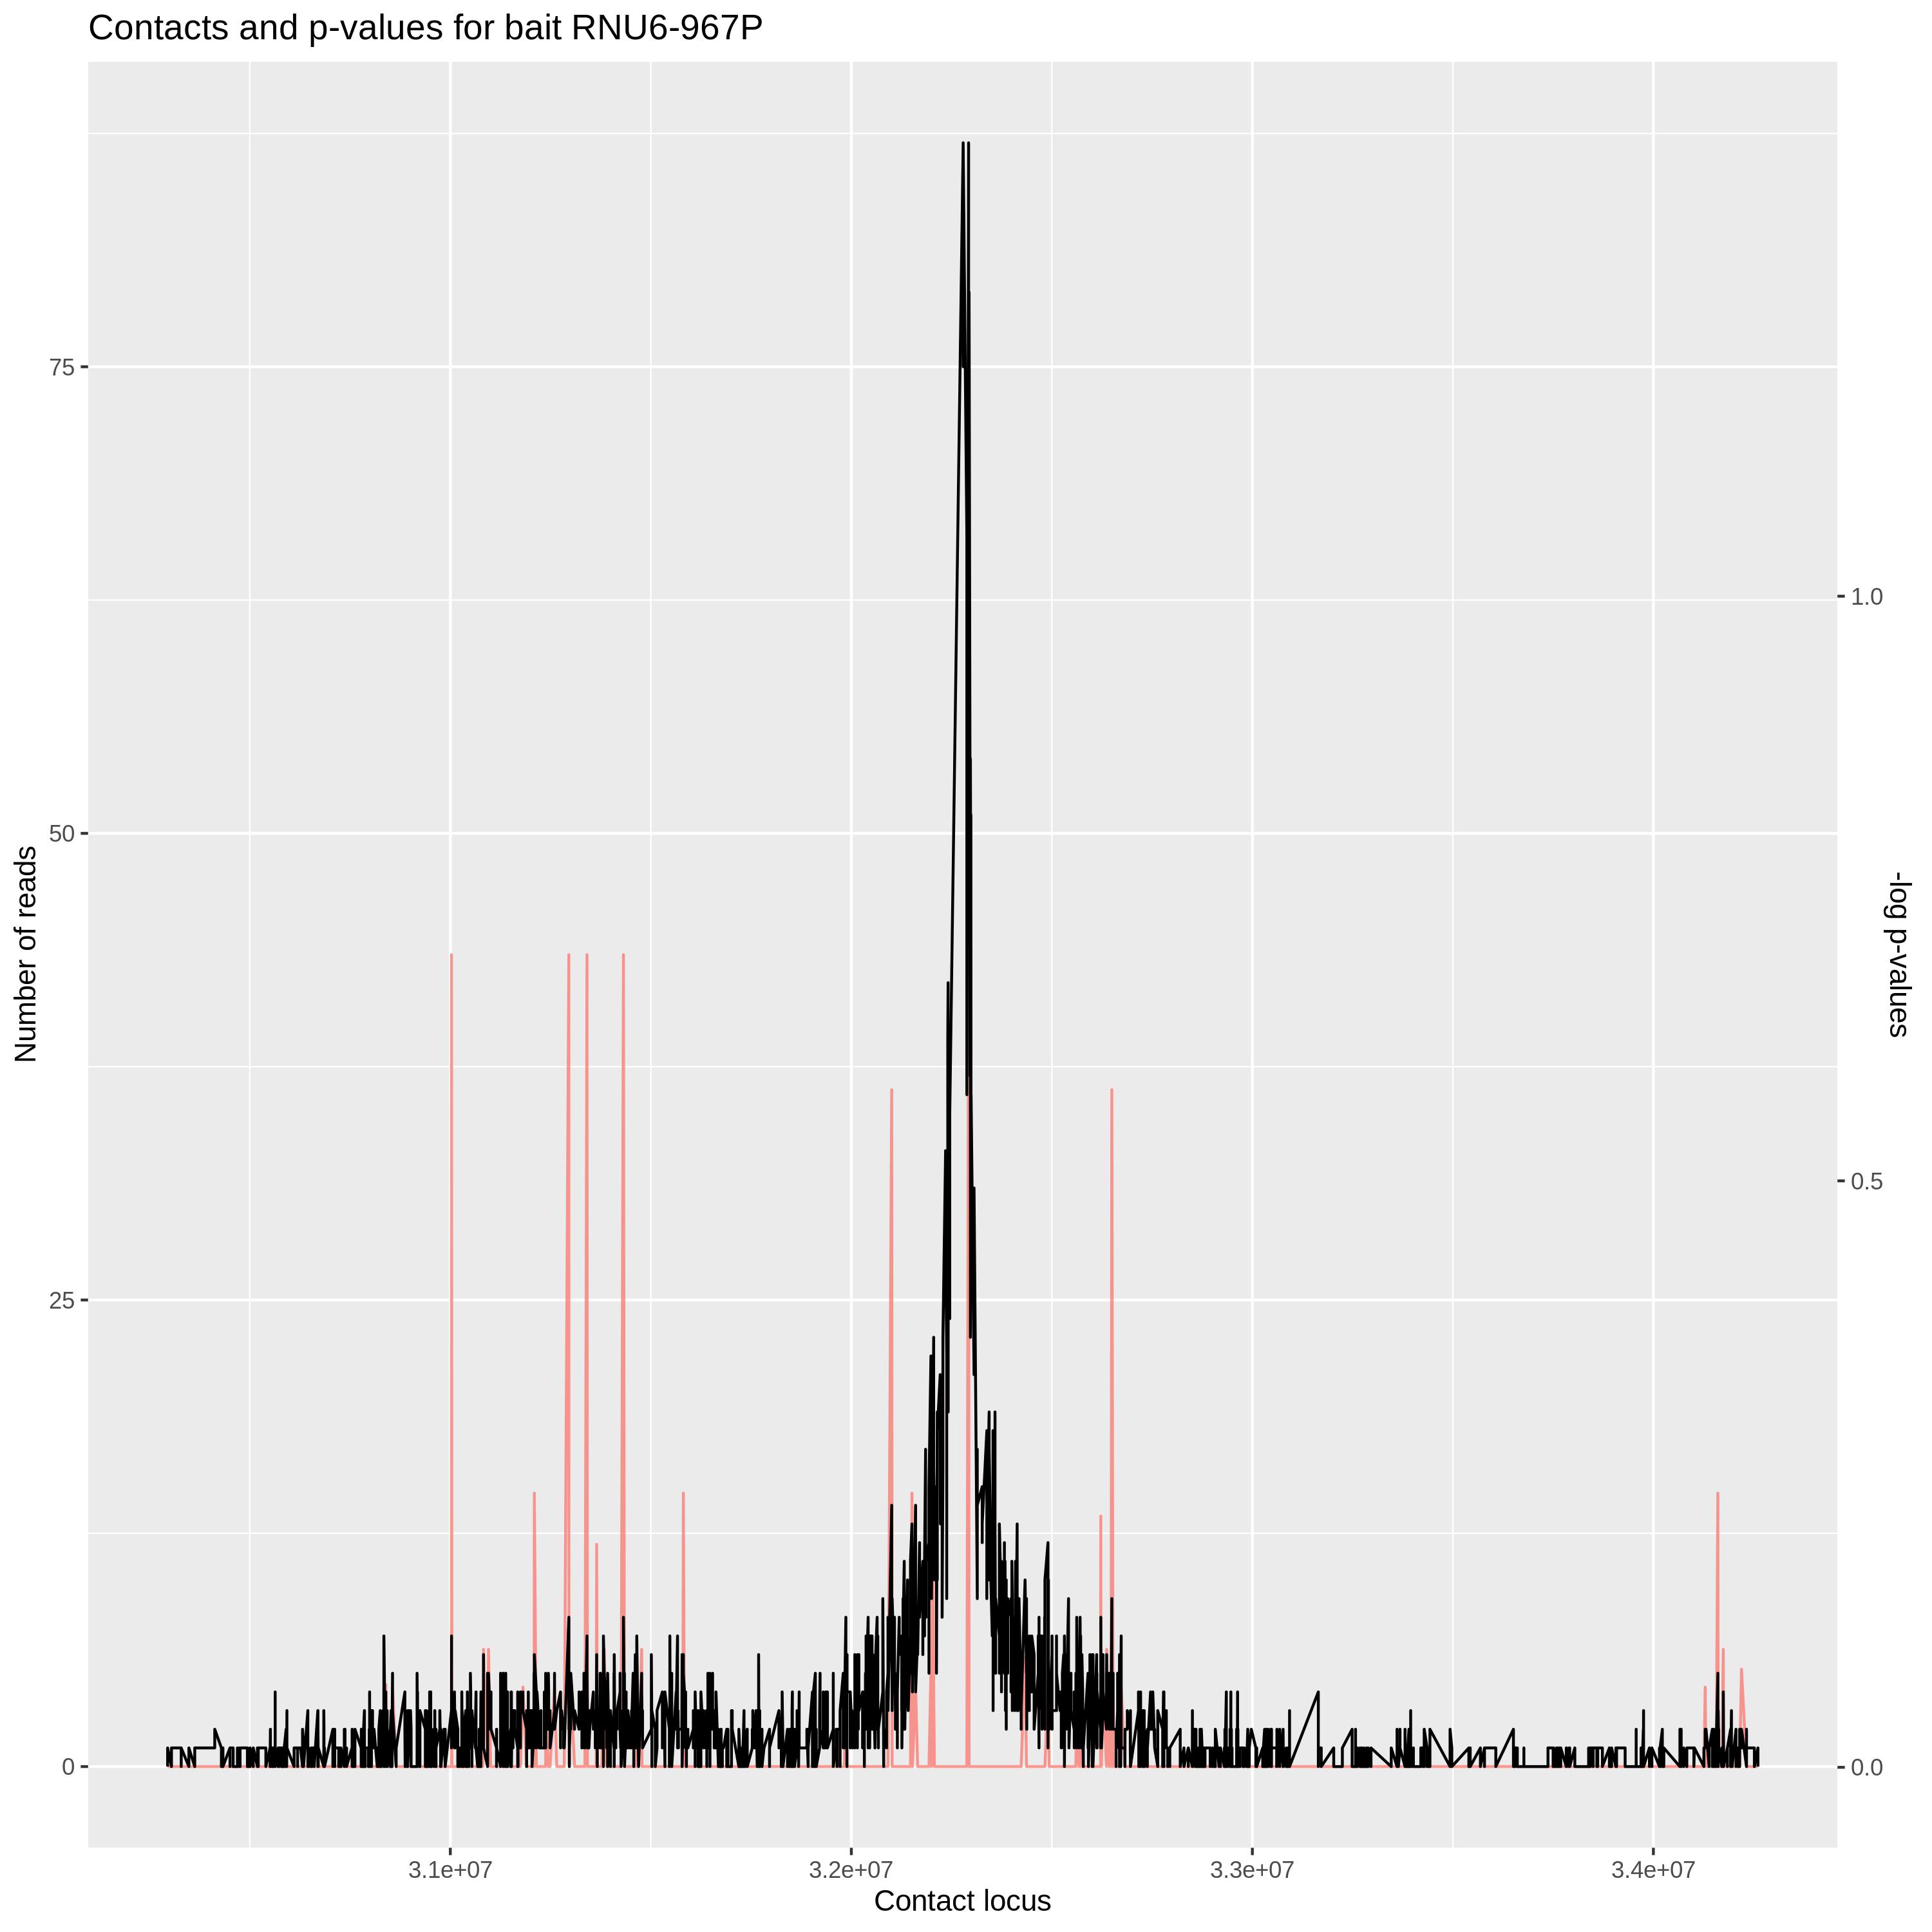 Contacts and p-values for bait RNU6-967P
75
50
25
0
Number of reads
1.0
0.5
0.0
-log p-values
3.1e+07
3.2e+07
3.3e+07
3.4e+07
Contact locus